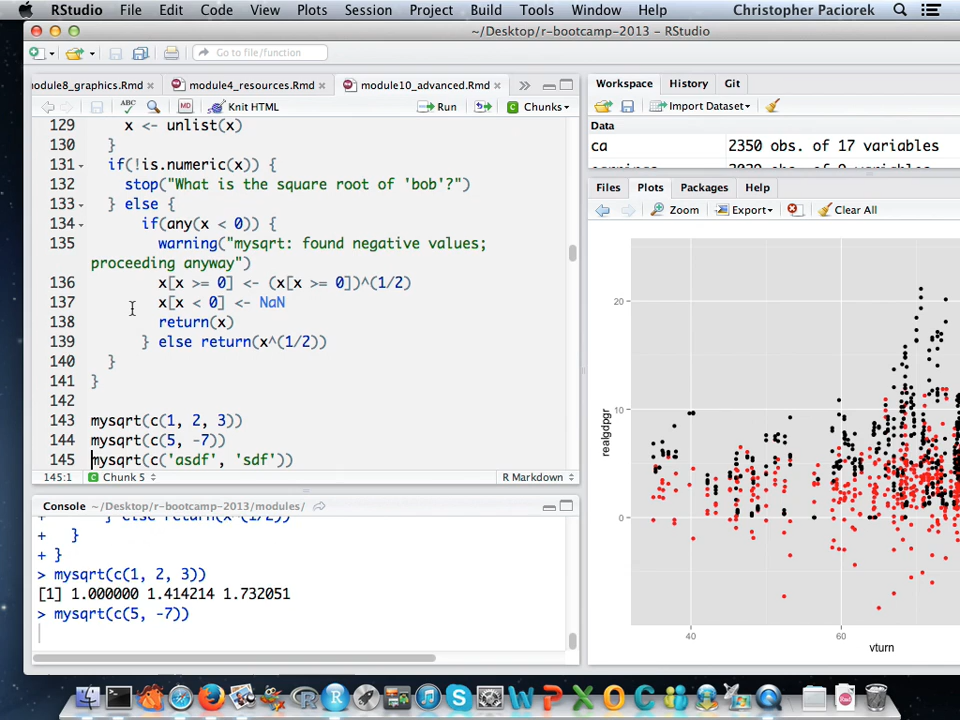 RStudio File Edit Code View Plots Session Project Build Tools Window Help Christopher Paciorek
~/Desktop/r-bootcamp-2013 - RStudio
Go to file/function
odule8_graphics.Rmd module4_resources.Rmd module10_advanced.Rmd
ABC MD Knit HTML Run Chunks
129 x <- unlist(x)
130 }
131 if(!is.numeric(x)) {
132 stop("What is the square root of 'bob'?")
133 } else {
134 if(any(x < 0)) {
135 warning("mysqrt: found negative values;
proceeding anyway")
136 x[x >= 0] <- (x[x >= 0])^(1/2)
137 x[x < 0] <- NaN
138 return(x)
139 } else return(x^(1/2))
140 }
141 }
142
143 mysqrt(c(1, 2, 3))
144 mysqrt(c(5, -7))
145 mysqrt(c('asdf', 'sdf'))
145:1 Chunk 5 R Markdown
Console ~/Desktop/r-bootcamp-2013/modules/
+ } else return(x^(1/2))
+ }
+ }
> mysqrt(c(1, 2, 3))
[1] 1.000000 1.414214 1.732051
> mysqrt(c(5, -7))
Workspace History Git
Import Dataset
Data
ca 2350 obs. of 17 variables
Files Plots Packages Help
Zoom Export Clear All
20
10
0
realgdpgr
40 60
vturn